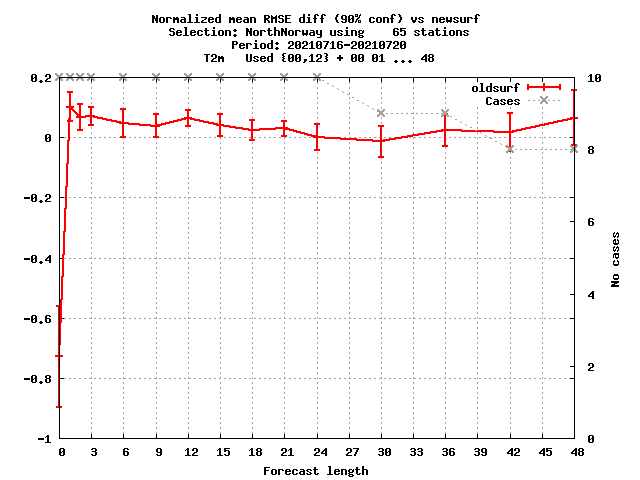 Normalized mean RMSE diff (90% conf) vs newsurf
Selection: NorthNorway using    65 stations
Period: 20210716-20210720
T2m   Used {00,12} + 00 01 ... 48
oldsurf
Cases
0.2
0
-0.2
-0.4
-0.6
-0.8
-1
10
8
6
4
2
0
No cases
0 3 6 9 12 15 18 21 24 27 30 33 36 39 42 45 48
Forecast length